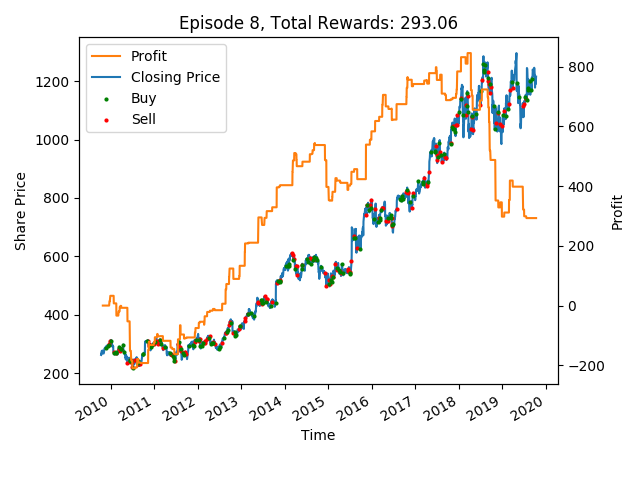 Episode 8, Total Rewards: 293.06
Profit
Closing Price
Buy
Sell
1200
1000
800
600
400
200
Share Price
800
600
400
200
0
−200
Profit
2010
2011
2012
2013
2014
2015
2016
2017
2018
2019
2020
Time